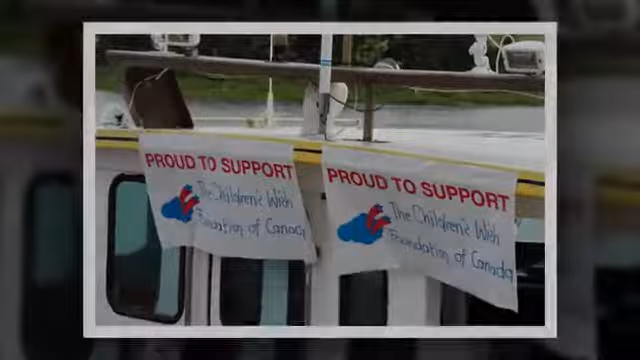 PROUD TO SUPPORT
The Children's Wish
Foundation of Canada
PROUD TO SUPPORT
The Children's Wish
Foundation of Canada